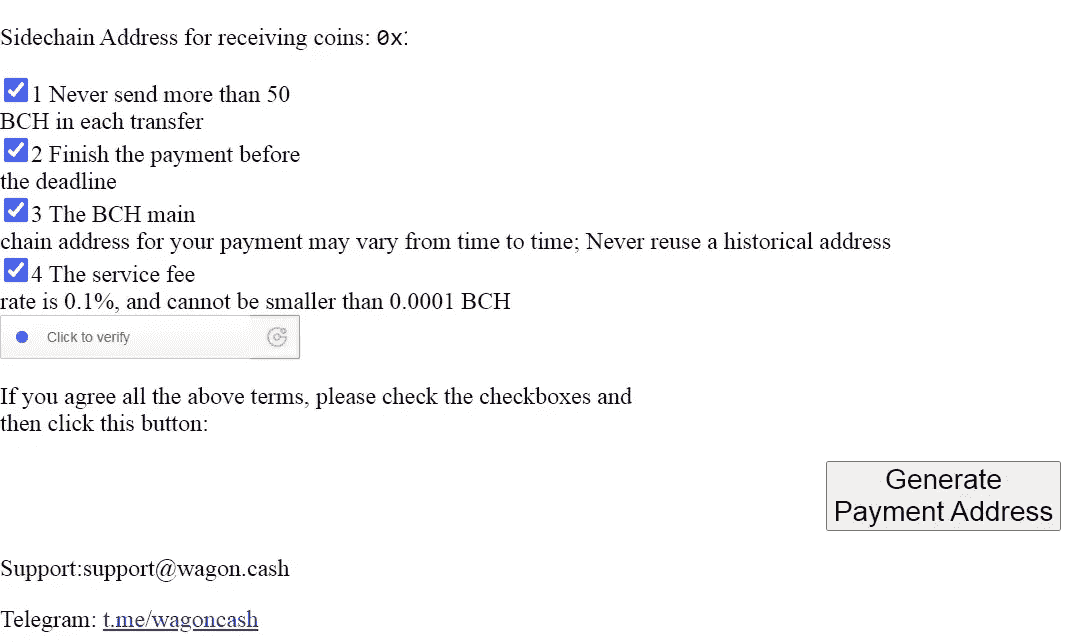 Sidechain Address for receiving coins: 0x:
1 Never send more than 50
BCH in each transfer
2 Finish the payment before
the deadline
3 The BCH main
chain address for your payment may vary from time to time; Never reuse a historical address
4 The service fee
rate is 0.1%, and cannot be smaller than 0.0001 BCH
Click to verify
If you agree all the above terms, please check the checkboxes and
then click this button:
Generate
Payment Address
Support:support@wagon.cash
Telegram: t.me/wagoncash